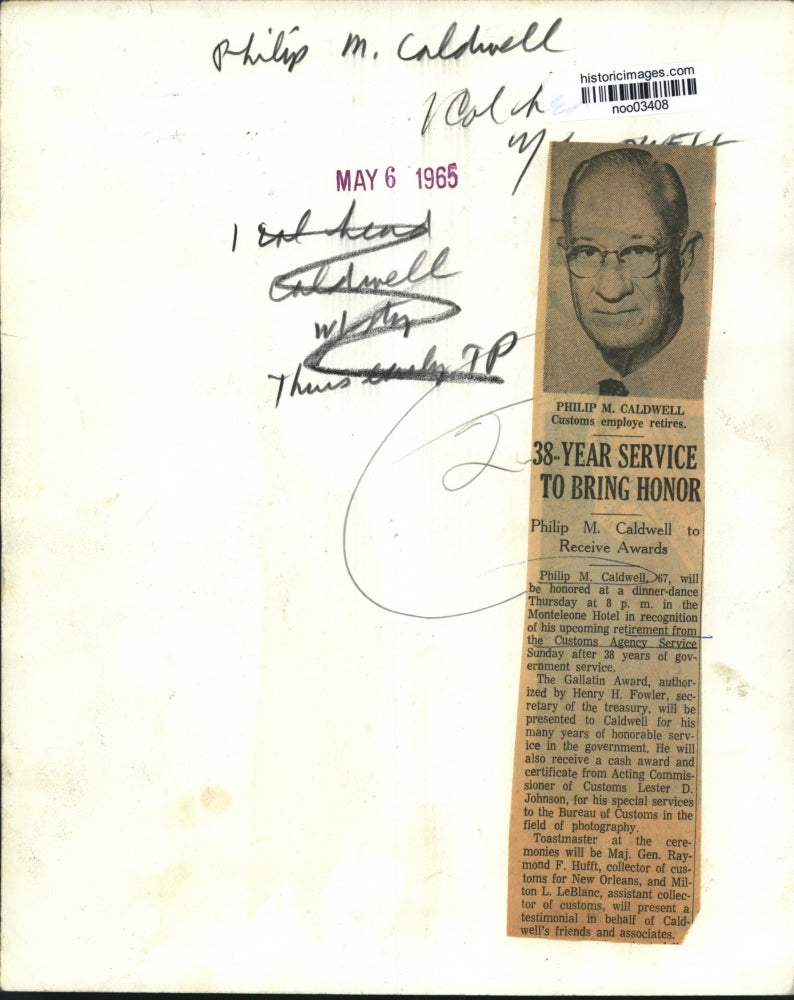 Philip M. Caldwell
historicimages.com
noo03408
1 Col
MAY 6 1965
1 col head
Caldwell
w/
Thurs early TP
2
PHILIP M. CALDWELL
Customs employe retires.
38-YEAR SERVICE
TO BRING HONOR
Philip M. Caldwell to
Receive Awards
Philip M. Caldwell, 67, will
be honored at a dinner-dance
Thursday at 8 p. m. in the
Monteleone Hotel in recognition
of his upcoming retirement from
the Customs Agency Service
Sunday after 38 years of gov-
ernment service.
The Gallatin Award, author-
ized by Henry H. Fowler, sec-
retary of the treasury, will be
presented to Caldwell for his
many years of honorable serv-
ice in the government. He will
also receive a cash award and
certificate from Acting Commis-
sioner of Customs Lester D.
Johnson, for his special services
to the Bureau of Customs in the
field of photography.
Toastmaster at the cere-
monies will be Maj. Gen. Ray-
mond F. Hufft, collector of cus-
toms for New Orleans, and Mil-
ton L. LeBlanc, assistant collec-
tor of customs, will present a
testimonial in behalf of Cald-
well's friends and associates.